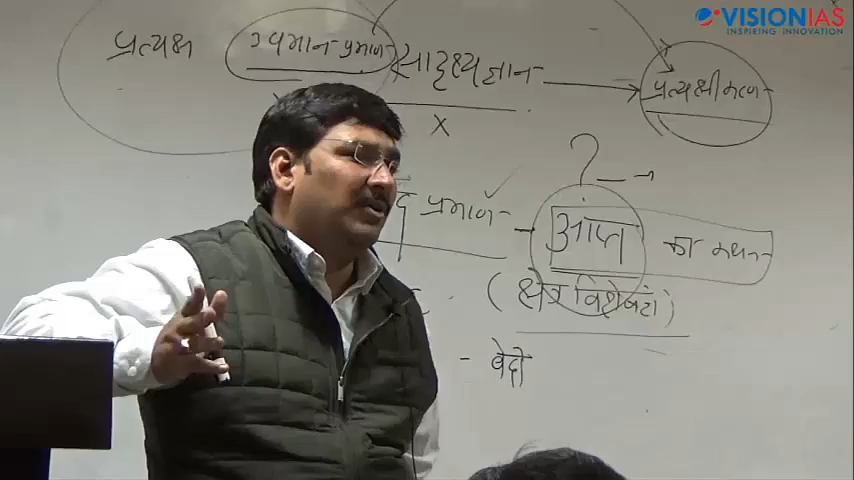 VISIONIAS
INSPIRING INNOVATION
प्रत्यक्ष उपमान प्रमाण सादृश्य ज्ञान → प्रत्यक्षीकरण
X
?
द प्रमाण - आप्त का कथन
(क्षेत्र विशेषज्ञ)
- वेदों